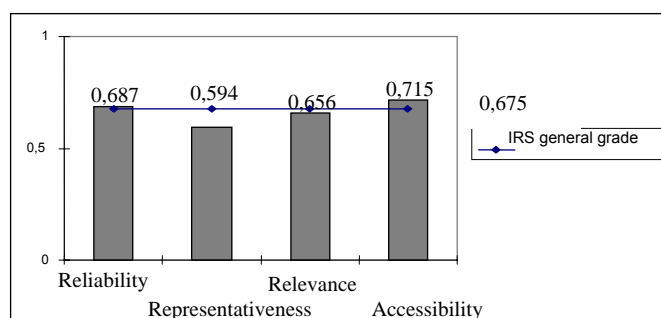 1
0,687
0,594
0,656
0,715
0,675
IRS general grade
0,5
0
Reliability
Relevance
Representativeness
Accessibility